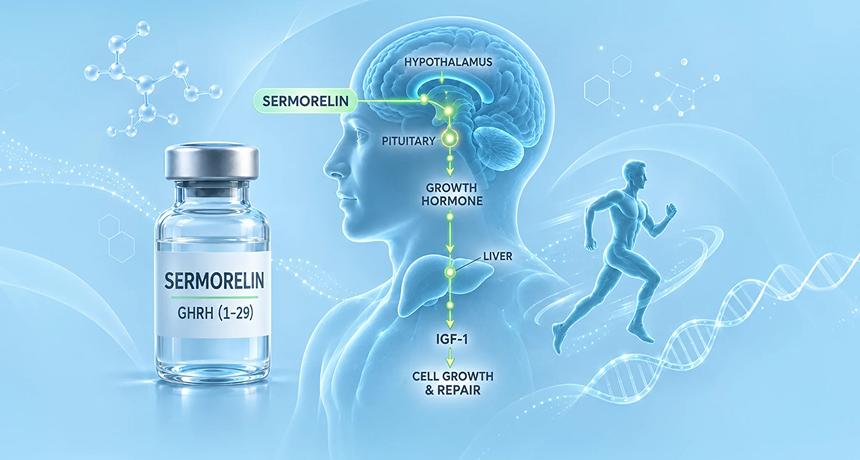 HYPOTHALAMUS
SERMORELIN
PITUITARY
GROWTH
HORMONE
LIVER
IGF-1
CELL GROWTH
& REPAIR
SERMORELIN
GHRH (1-29)